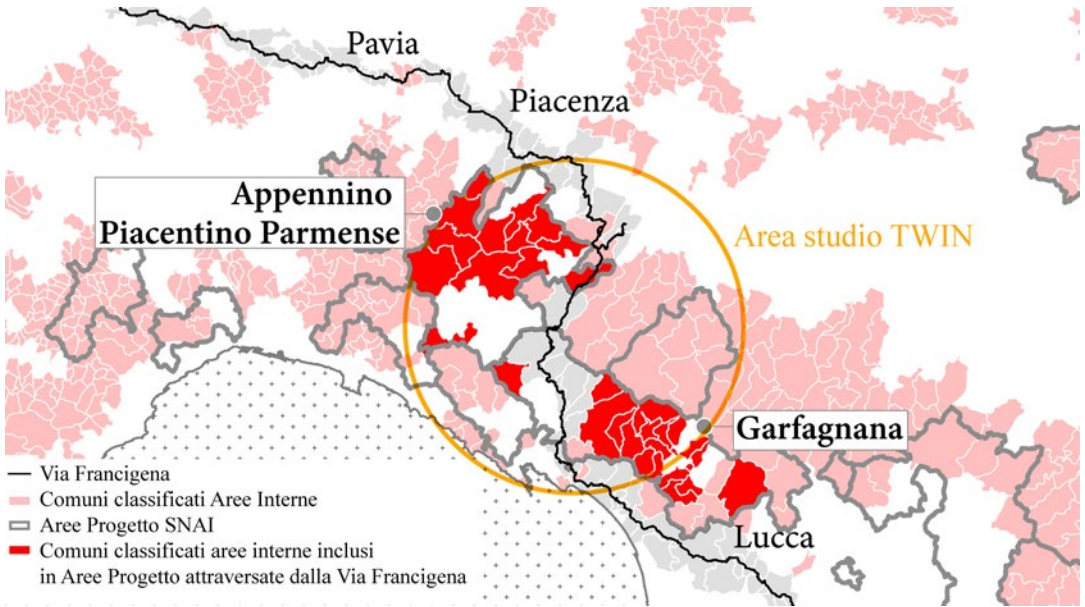 Pavia
Piacenza
Appennino
Piacentino Parmense
Area studio TWIN
Garfagnana
Lucca
Via Francigena
Comuni classificati Aree Interne
Aree Progetto SNAI
Comuni classificati aree interne inclusi
in Aree Progetto attraversate dalla Via Francigena